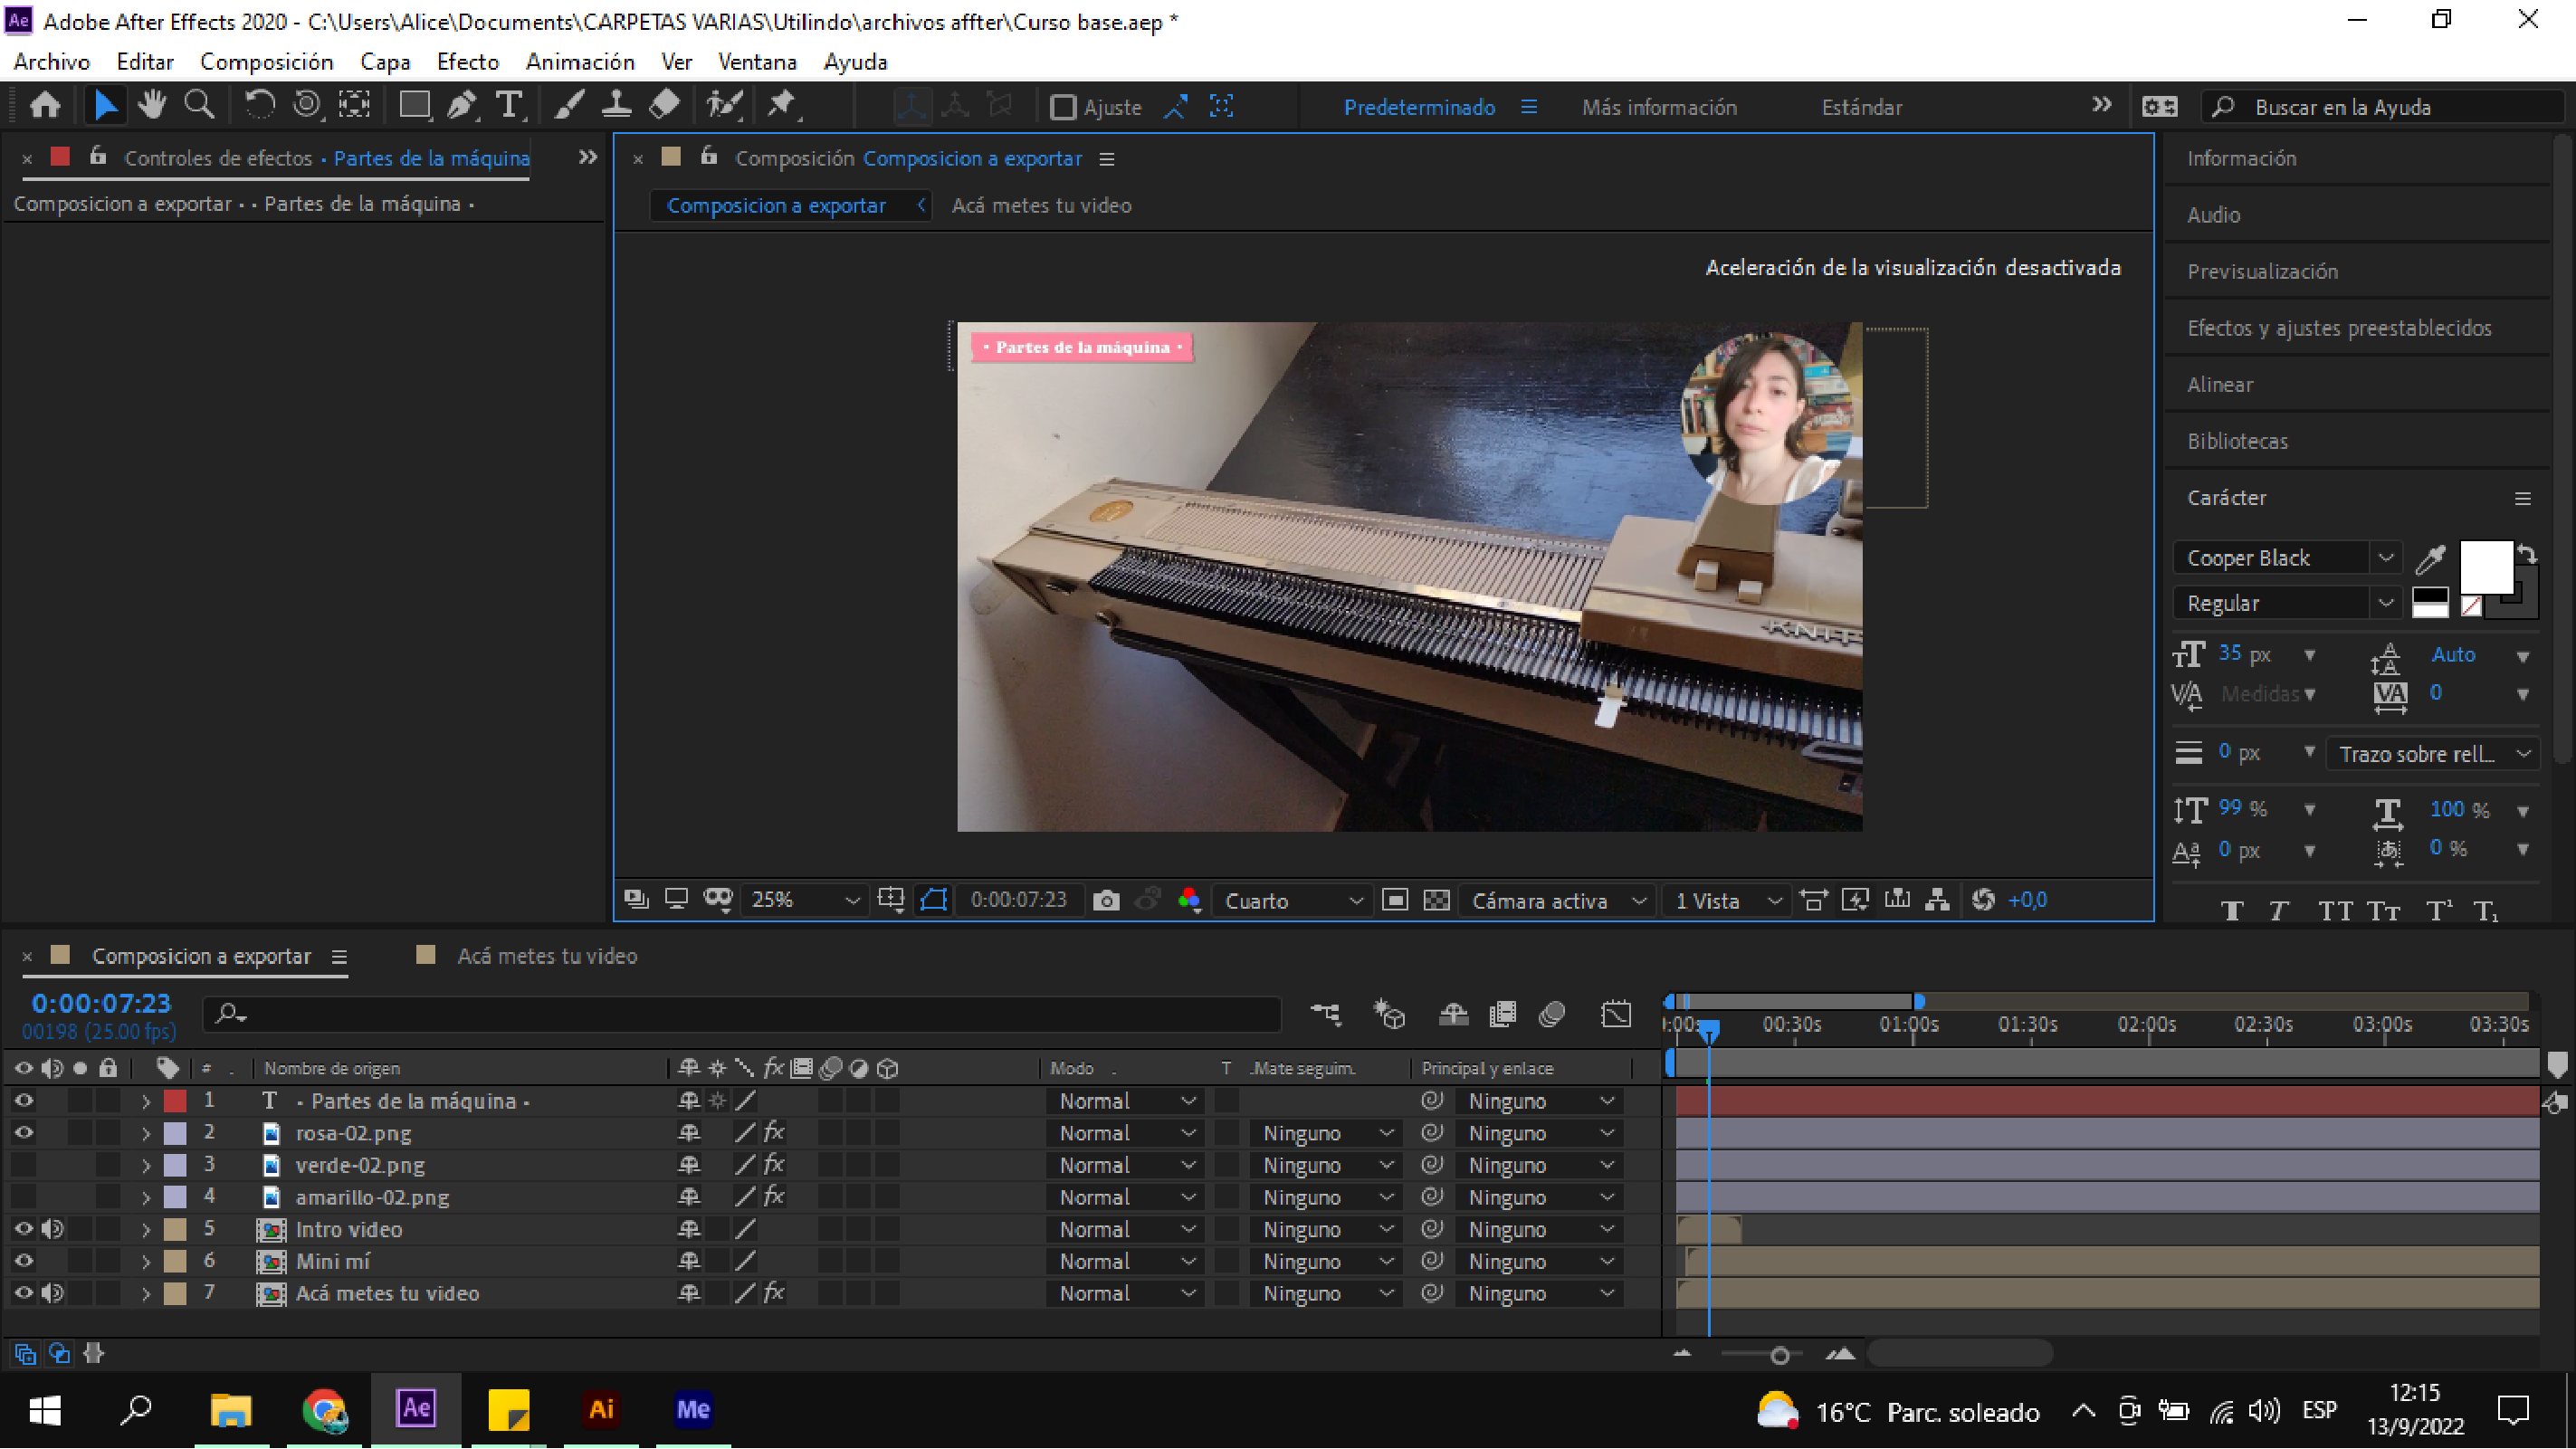 Ae Adobe After Effects 2020 - C:\Users\Alice\Documents\CARPETAS VARIAS\Utilindo\archivos affter\Curso base.aep *
Archivo Editar Composición Capa Efecto Animación Ver Ventana Ayuda
Ajuste Predeterminado Más información Estándar Buscar en la Ayuda
Controles de efectos · Partes de la máquina
Composicion a exportar · · Partes de la máquina ·
Composición Composicion a exportar
Composicion a exportar Acá metes tu video
Aceleración de la visualización desactivada
· Partes de la máquina ·
KNIT
25% 0:00:07:23 Cuarto Cámara activa 1 Vista +0,0
Información
Audio
Previsualización
Efectos y ajustes preestablecidos
Alinear
Bibliotecas
Carácter
Cooper Black
Regular
35 px Auto
Medidas 0
0 px Trazo sobre rell...
99 % 100 %
0 px 0 %
Composicion a exportar Acá metes tu video
0:00:07:23
00198 (25.00 fps)
00:30s 01:00s 01:30s 02:00s 02:30s 03:00s 03:30s
# Nombre de origen Modo T .Mate seguim. Principal y enlace
1 T · Partes de la máquina · Normal Ninguno
2 rosa-02.png Normal Ninguno Ninguno
3 verde-02.png Normal Ninguno Ninguno
4 amarillo-02.png Normal Ninguno Ninguno
5 Intro video Normal Ninguno Ninguno
6 Mini mí Normal Ninguno Ninguno
7 Acá metes tu video Normal Ninguno Ninguno
Ae Ai Me 16°C Parc. soleado ESP 12:15
13/9/2022